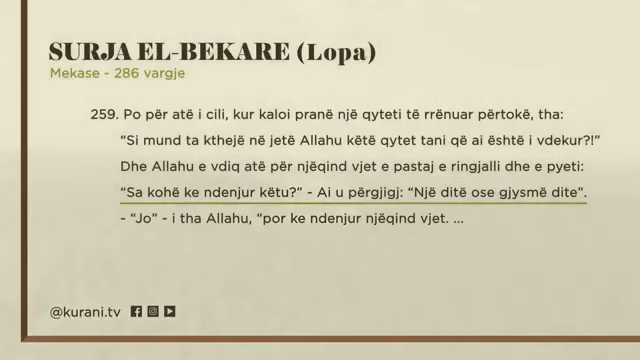 SURJA EL-BEKARE (Lopa)
Mekase - 286 vargje
259. Po për atë i cili, kur kaloi pranë një qyteti të rrënuar përtokë, tha:
“Si mund ta kthejë në jetë Allahu këtë qytet tani që ai është i vdekur?!”
Dhe Allahu e vdiq atë për njëqind vjet e pastaj e ringjalli dhe e pyeti:
“Sa kohë ke ndenjur këtu?” - Ai u përgjigj: “Një ditë ose gjysmë dite”.
- “Jo” - i tha Allahu, “por ke ndenjur njëqind vjet. ...
@kurani.tv